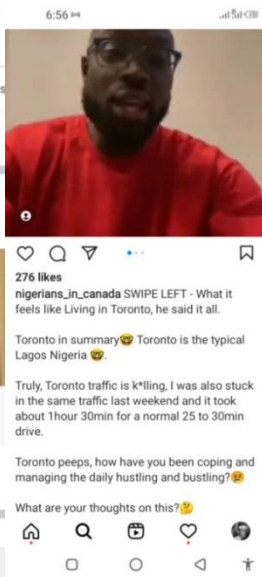 6:56
276 likes
nigerians_in_canada SWIPE LEFT - What it
feels like Living in Toronto, he said it all.
Toronto in summary🤓 Toronto is the typical
Lagos Nigeria 🤓.
Truly, Toronto traffic is k*lling, I was also stuck
in the same traffic last weekend and it took
about 1hour 30min for a normal 25 to 30min
drive.
Toronto peeps, how have you been coping and
managing the daily hustling and bustling?😢
What are your thoughts on this?🤔